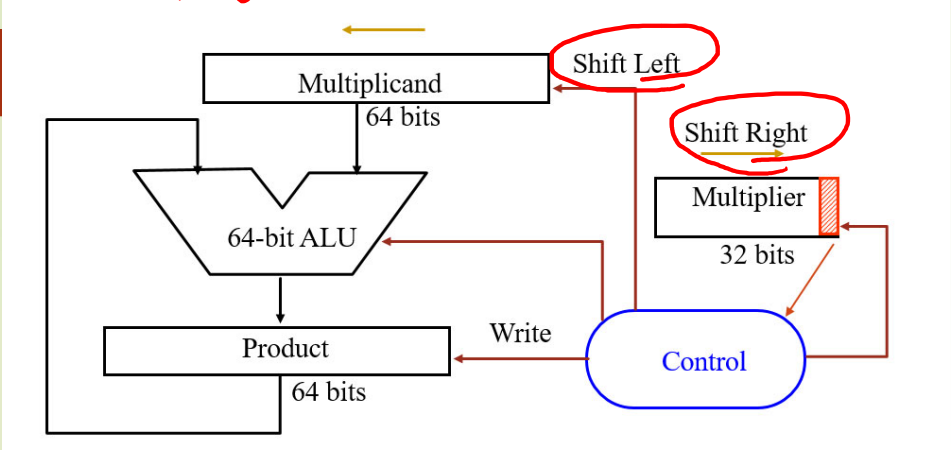 Shift Left
Multiplicand
64 bits
Shift Right
Multiplier
64-bit ALU
32 bits
Write
Product
Control
64 bits